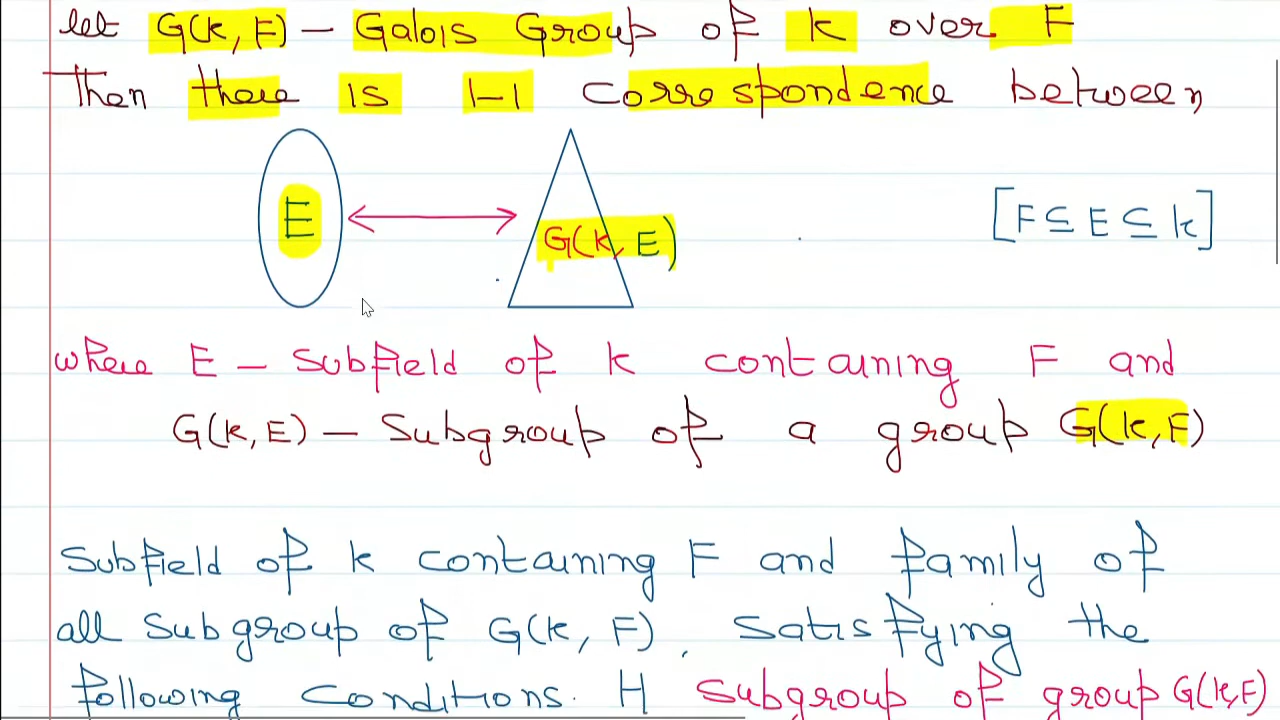 let G(k, F) - Galois Group of k over F
Then there is 1-1 correspondence between
E
G(k, E)
[F ⊆ E ⊆ k]
where E - Subfield of k containing F and
G(k, E) - Subgroup of a group G(k, F)
Subfield of k containing F and family of
all Subgroup of G(k, F), Satisfying the
following conditions. H subgroup of group G(k,F)